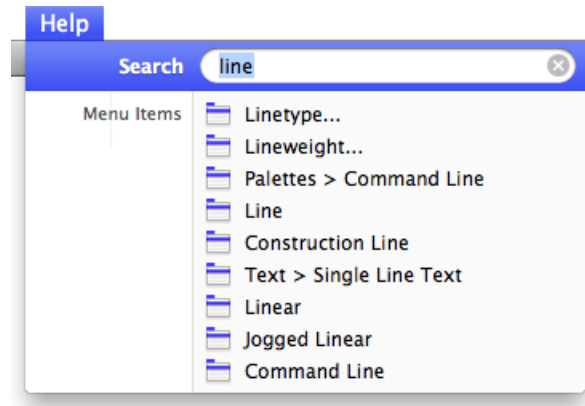 Help
Search line
Menu Items Linetype...
Lineweight...
Palettes > Command Line
Line
Construction Line
Text > Single Line Text
Linear
Jogged Linear
Command Line